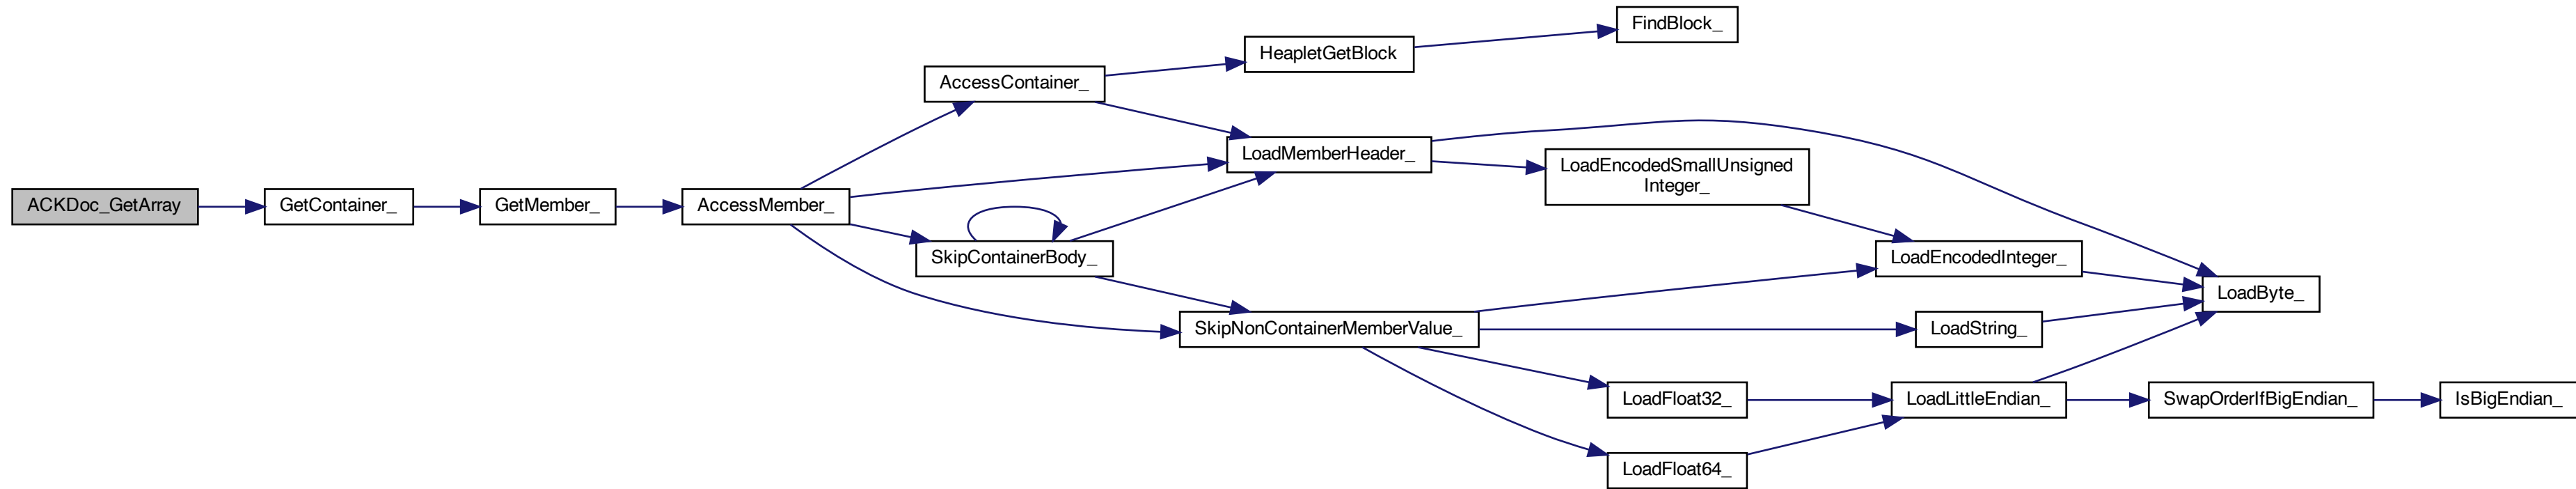 ACKDoc_GetArray
GetContainer_
GetMember_
AccessMember_
AccessContainer_
SkipContainerBody_
HeapletGetBlock
LoadMemberHeader_
SkipNonContainerMemberValue_
FindBlock_
LoadEncodedSmallUnsigned
Integer_
LoadFloat32_
LoadFloat64_
LoadEncodedInteger_
LoadString_
LoadLittleEndian_
LoadByte_
SwapOrderIfBigEndian_
IsBigEndian_